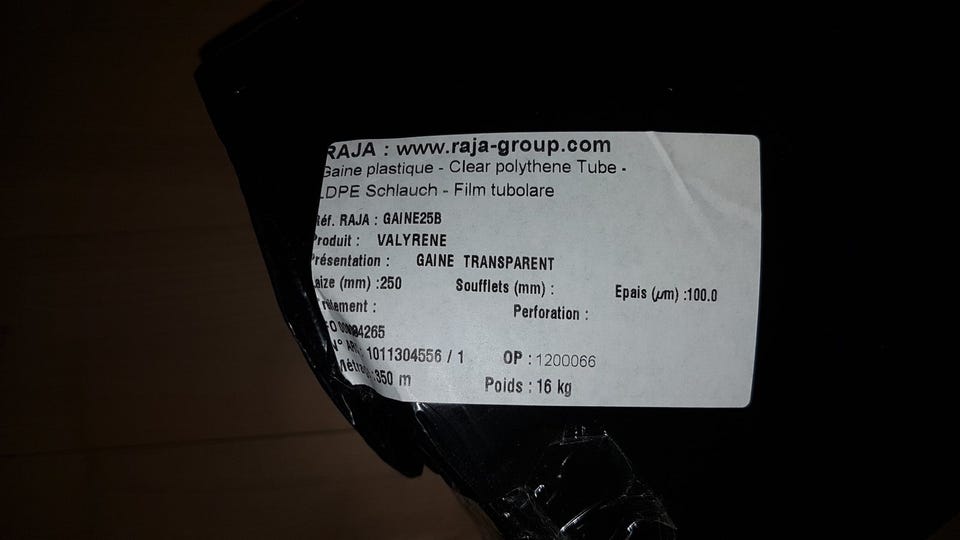 RAJA : www.raja-group.com
Gaine plastique - Clear polythene Tube -
LDPE Schlauch - Film tubolare
Réf. RAJA : GAINE25B
Produit : VALYRENE
Présentation : GAINE TRANSPARENT
Laize (mm) :250 Soufflets (mm) : Epais (µm) :100.0
Perforation :
N° AR : 1011304556 / 1 OP : 1200066
:350 m Poids : 16 kg